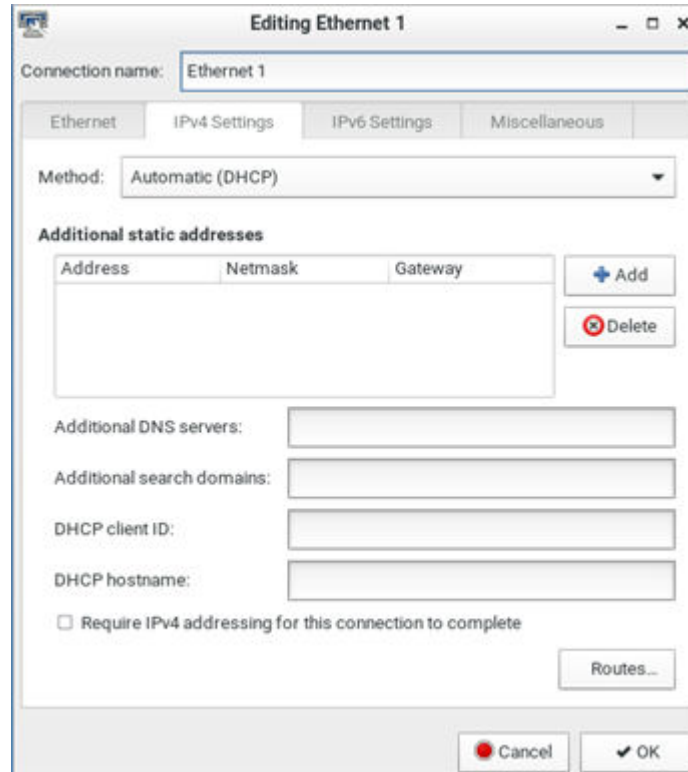 Editing Ethernet 1
Connection name: Ethernet 1
Ethernet IPv4 Settings IPv6 Settings Miscellaneous
Method: Automatic (DHCP)
Additional static addresses
Address Netmask Gateway
Add
Delete
Additional DNS servers:
Additional search domains:
DHCP client ID:
DHCP hostname:
Require IPv4 addressing for this connection to complete
Routes...
Cancel OK